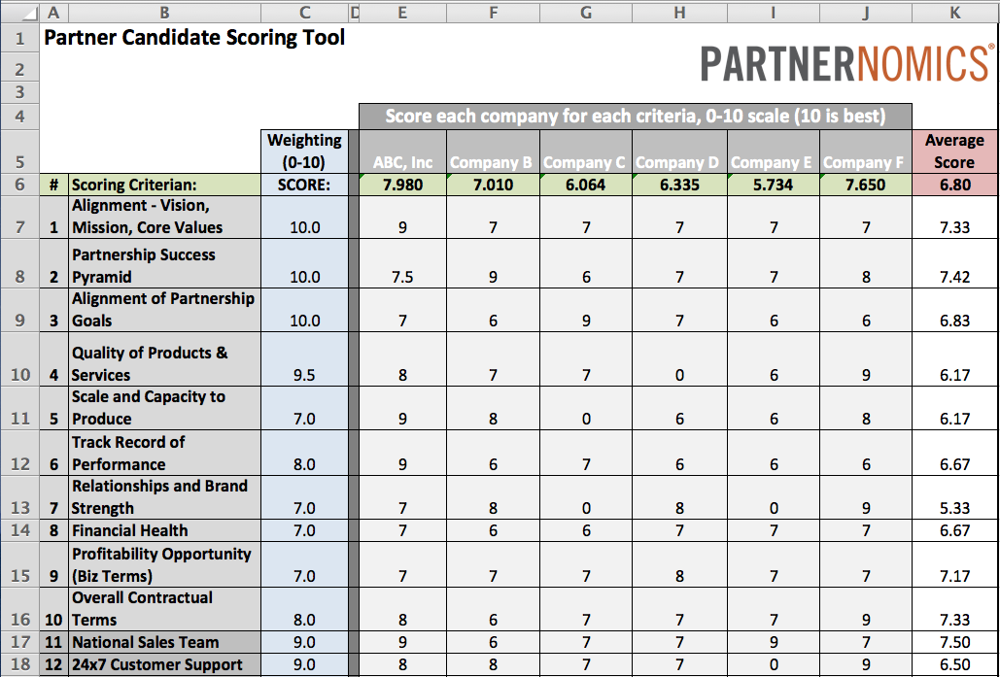 A B C D E F G H I J K
1 Partner Candidate Scoring Tool
PARTNERNOMICS®
2
3
4 Score each company for each criteria, 0-10 scale (10 is best)
Weighting Average
5 (0-10) ABC, Inc Company B Company C Company D Company E Company F Score
6 # Scoring Criterian: SCORE: 7.980 7.010 6.064 6.335 5.734 7.650 6.80
Alignment - Vision,
7 1 Mission, Core Values 10.0 9 7 7 7 7 7 7.33
Partnership Success
8 2 Pyramid 10.0 7.5 9 6 7 7 8 7.42
Alignment of Partnership
9 3 Goals 10.0 7 6 9 7 6 6 6.83
Quality of Products &
10 4 Services 9.5 8 7 7 0 6 9 6.17
Scale and Capacity to
11 5 Produce 7.0 9 8 0 6 6 8 6.17
Track Record of
12 6 Performance 8.0 9 6 7 6 6 6 6.67
Relationships and Brand
13 7 Strength 7.0 7 8 0 8 0 9 5.33
14 8 Financial Health 7.0 7 6 6 7 7 7 6.67
Profitability Opportunity
15 9 (Biz Terms) 7.0 7 7 7 8 7 7 7.17
Overall Contractual
16 10 Terms 8.0 8 6 7 7 7 9 7.33
17 11 National Sales Team 9.0 9 6 7 7 9 7 7.50
18 12 24x7 Customer Support 9.0 8 8 7 7 0 9 6.50